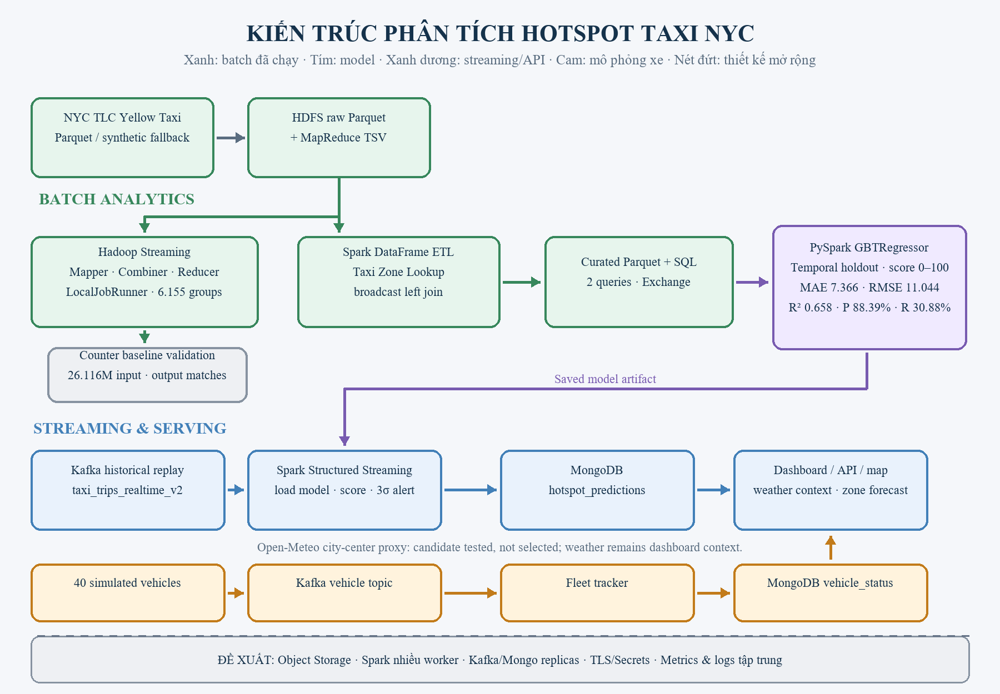 KIẾN TRÚC PHÂN TÍCH HOTSPOT TAXI NYC
Xanh: batch đã chạy · Tím: model · Xanh dương: streaming/API · Cam: mô phỏng xe · Nét đứt: thiết kế mở rộng
NYC TLC Yellow Taxi
Parquet / synthetic fallback
HDFS raw Parquet
+ MapReduce TSV
BATCH ANALYTICS
Hadoop Streaming
Mapper · Combiner · Reducer
LocalJobRunner · 6.155 groups
Spark DataFrame ETL
Taxi Zone Lookup
broadcast left join
Curated Parquet + SQL
2 queries · Exchange
PySpark GBTRegressor
Temporal holdout · score 0–100
MAE 7.366 · RMSE 11.044
R² 0.658 · P 88.39% · R 30.88%
Counter baseline validation
26.116M input · output matches
Saved model artifact
STREAMING & SERVING
Kafka historical replay
taxi_trips_realtime_v2
Spark Structured Streaming
load model · score · 3σ alert
MongoDB
hotspot_predictions
Dashboard / API / map
weather context · zone forecast
Open-Meteo city-center proxy: candidate tested, not selected; weather remains dashboard context.
40 simulated vehicles
Kafka vehicle topic
Fleet tracker
MongoDB vehicle_status
ĐỀ XUẤT: Object Storage · Spark nhiều worker · Kafka/Mongo replicas · TLS/Secrets · Metrics & logs tập trung